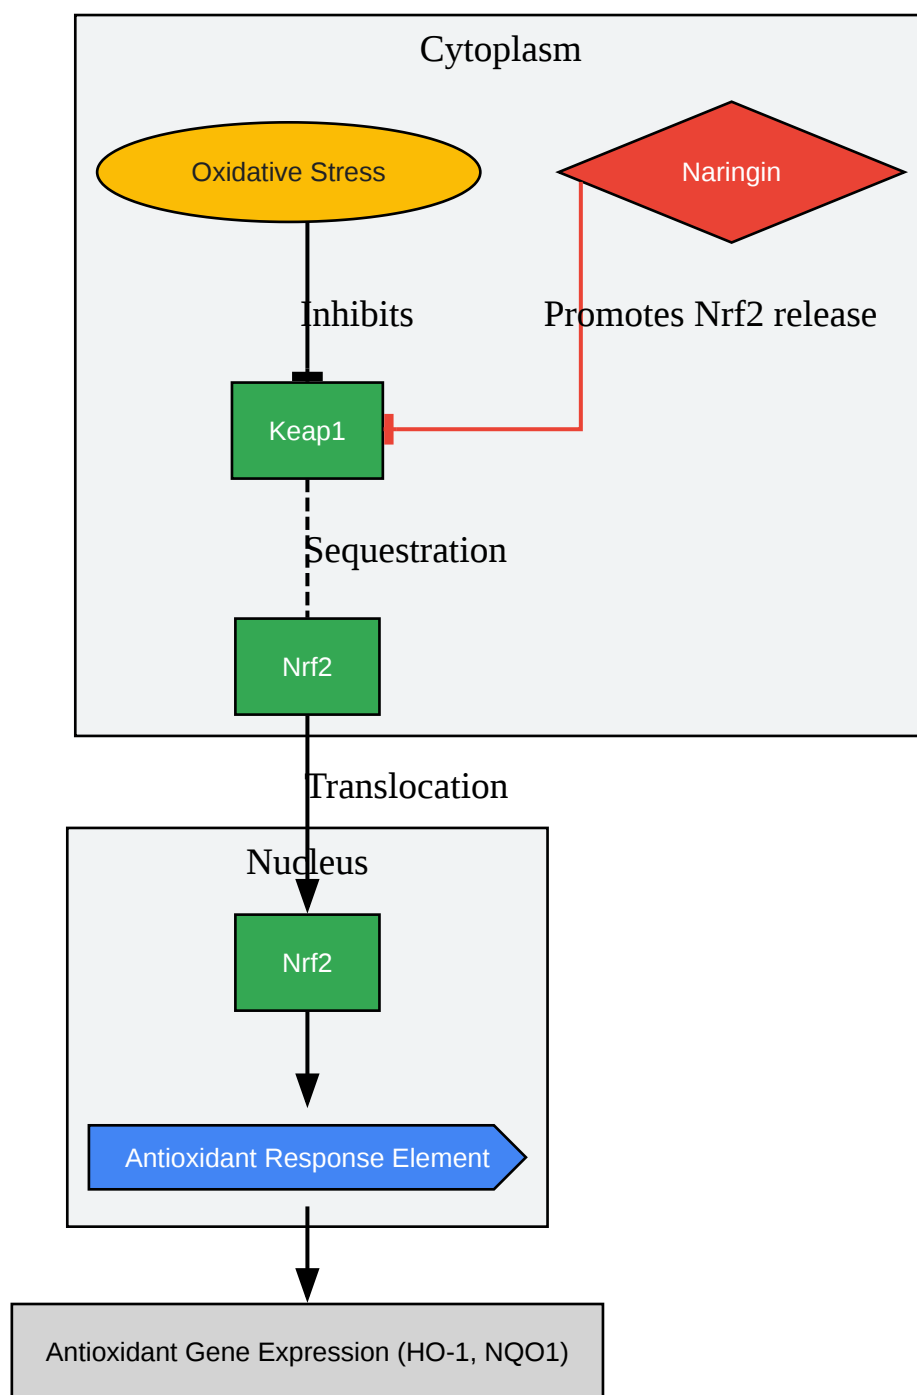 Cytoplasm
Oxidative Stress
Naringin
Inhibits
Promotes Nrf2 release
Keap1
Sequestration
Nrf2
Translocation
Nucleus
Nrf2
Antioxidant Response Element
Antioxidant Gene Expression (HO-1, NQO1)